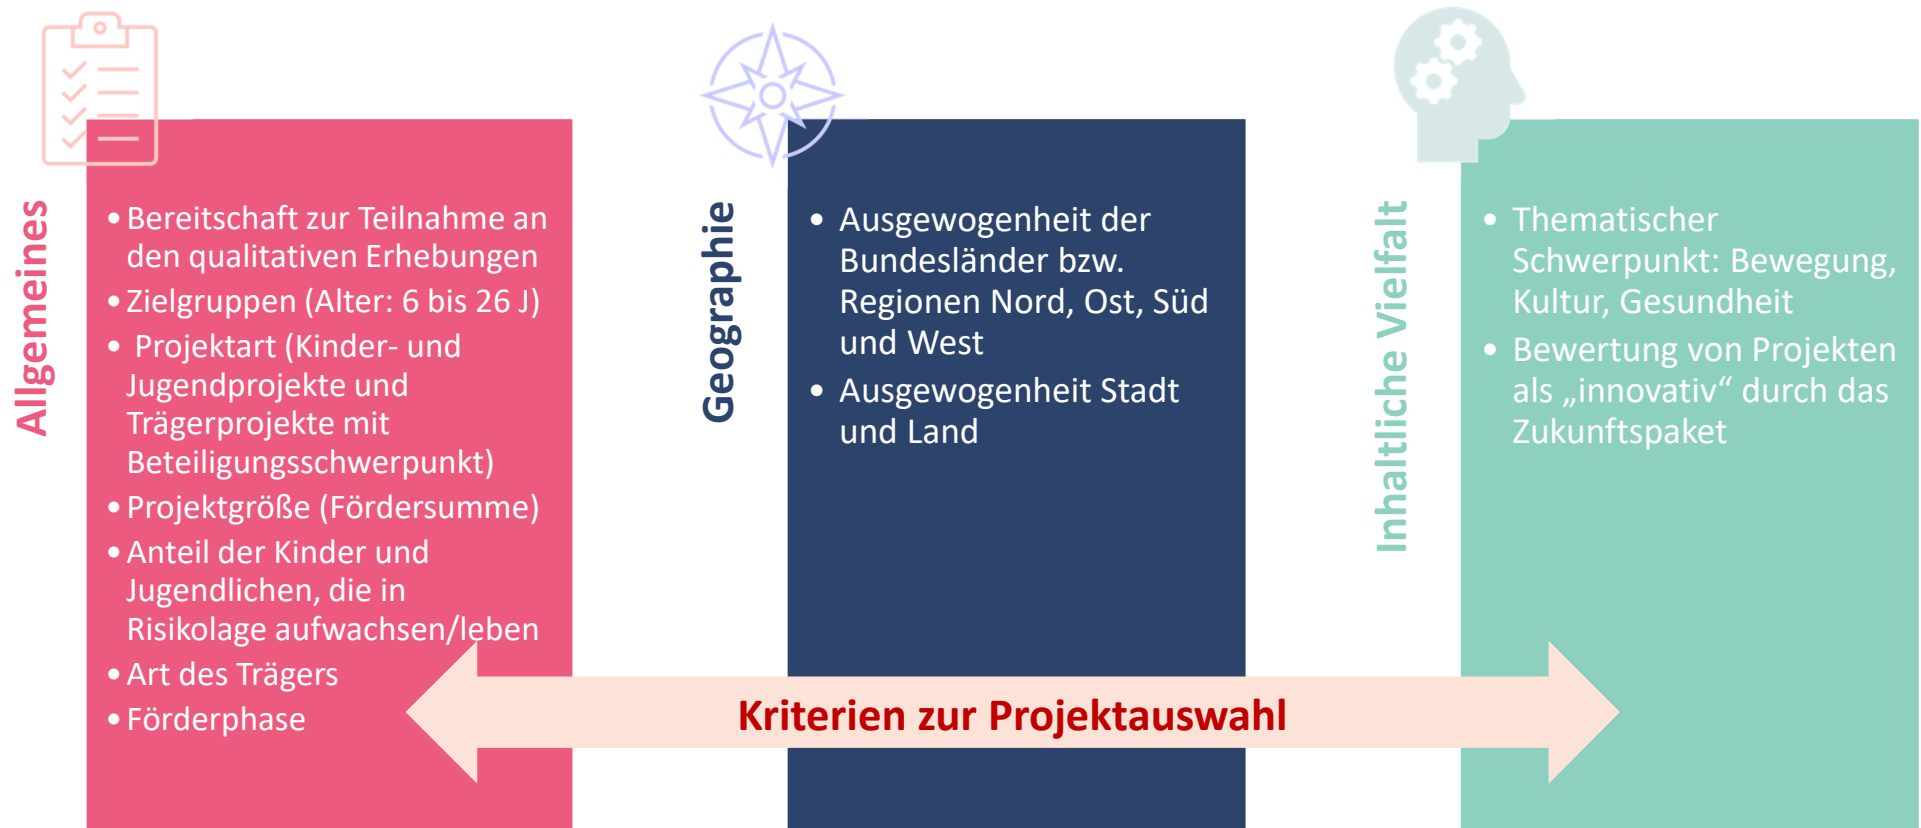 Allgemeines
• Bereitschaft zur Teilnahme an
den qualitativen Erhebungen
• Zielgruppen (Alter: 6 bis 26 J)
• Projektart (Kinder- und
Jugendprojekte und
Trägerprojekte mit
Beteiligungsschwerpunkt)
• Projektgröße (Fördersumme)
• Anteil der Kinder und
Jugendlichen, die in
Risikolage aufwachsen/leben
• Art des Trägers
• Förderphase
Geographie
• Ausgewogenheit der
Bundesländer bzw.
Regionen Nord, Ost, Süd
und West
• Ausgewogenheit Stadt
und Land
Inhaltliche Vielfalt
• Thematischer
Schwerpunkt: Bewegung,
Kultur, Gesundheit
• Bewertung von Projekten
als „innovativ“ durch das
Zukunftspaket
Kriterien zur Projektauswahl